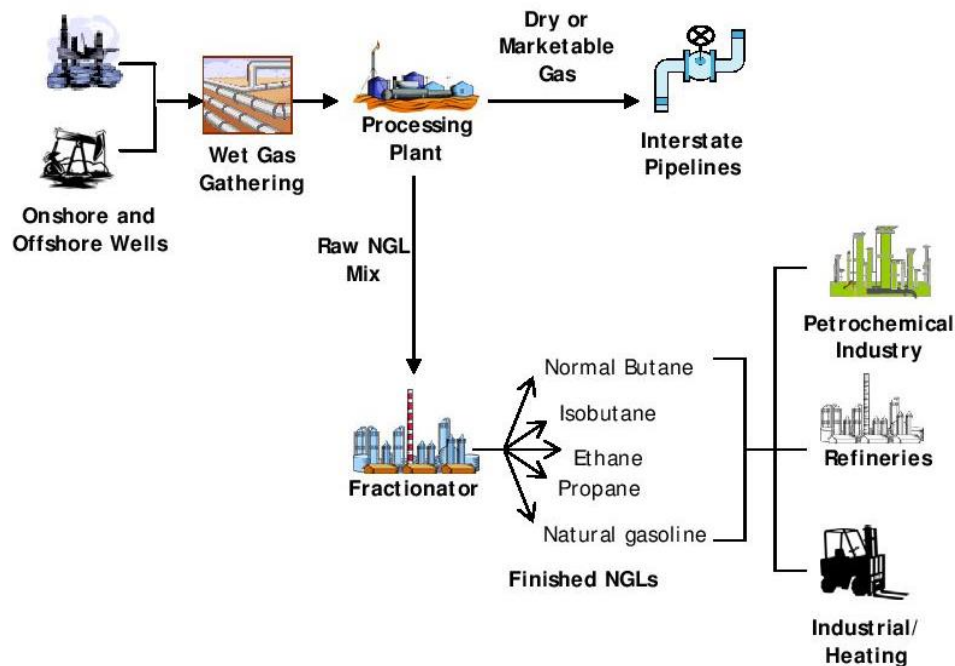 Dry or
Marketable
Gas
Processing
Plant
Interstate
Pipelines
Wet Gas
Gathering
Onshore and
Offshore Wells
Raw NGL
Mix
Petrochemical
Industry
Normal Butane
Isobutane
Ethane
Propane
Natural gasoline
Fractionator
Finished NGLs
Refineries
Industrial/
Heating